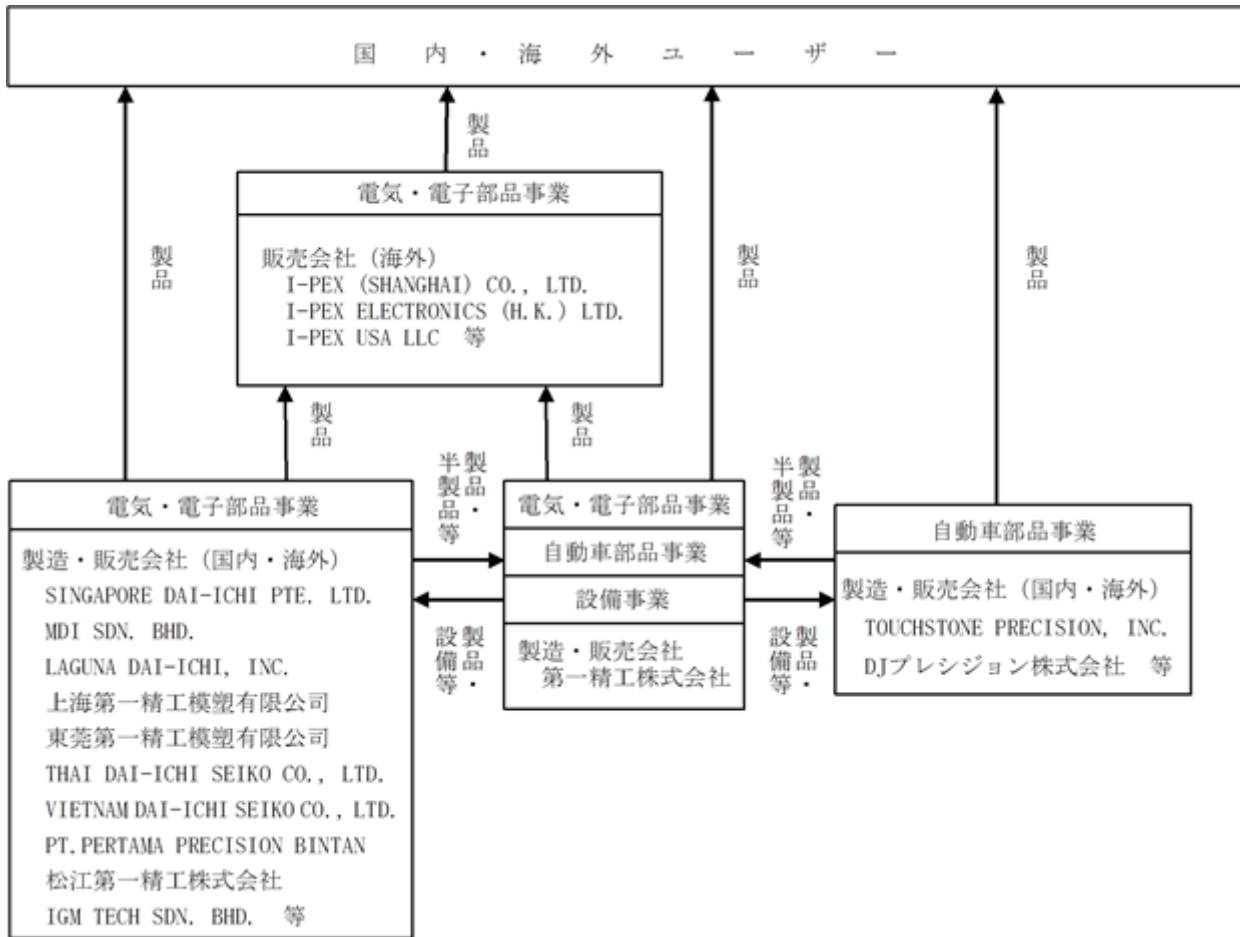 国内・海外ユーザー
製品
電気・電子部品事業
販売会社（海外）
I-PEX (SHANGHAI) CO., LTD.
I-PEX ELECTRONICS (H.K.) LTD.
I-PEX USA LLC 等
製品
製品
製品
製品
製品
電気・電子部品事業
製造・販売会社（国内・海外）
SINGAPORE DAI-ICHI PTE. LTD.
MDI SDN. BHD.
LAGUNA DAI-ICHI, INC.
上海第一精工模塑有限公司
東莞第一精工模塑有限公司
THAI DAI-ICHI SEIKO CO., LTD.
VIETNAM DAI-ICHI SEIKO CO., LTD.
PT.PERTAMA PRECISION BINTAN
松江第一精工株式会社
IGM TECH SDN. BHD. 等
製品・
半製品等
製品・
設備等
電気・電子部品事業
自動車部品事業
設備事業
製造・販売会社
第一精工株式会社
製品・
半製品等
製品・
設備等
自動車部品事業
製造・販売会社（国内・海外）
TOUCHSTONE PRECISION, INC.
DJプレシジョン株式会社 等